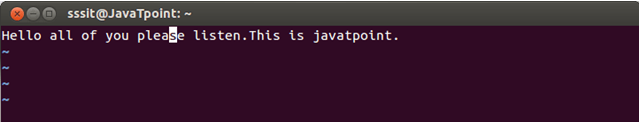 sssit@JavaTpoint: ~
Hello all of you please listen.This is javatpoint.
~
~
~
~